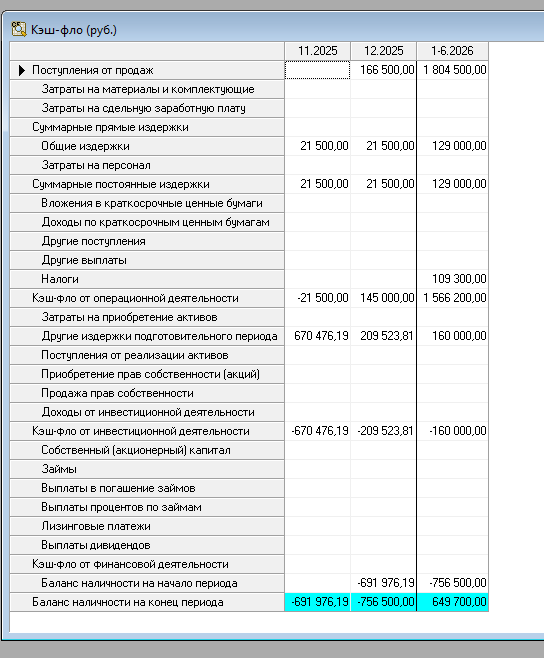 Кэш-фло (руб.)
11.2025 12.2025 1-6.2026
Поступления от продаж 166 500,00 1 804 500,00
Затраты на материалы и комплектующие
Затраты на сдельную заработную плату
Суммарные прямые издержки
Общие издержки 21 500,00 21 500,00 129 000,00
Затраты на персонал
Суммарные постоянные издержки 21 500,00 21 500,00 129 000,00
Вложения в краткосрочные ценные бумаги
Доходы по краткосрочным ценным бумагам
Другие поступления
Другие выплаты
Налоги 109 300,00
Кэш-фло от операционной деятельности -21 500,00 145 000,00 1 566 200,00
Затраты на приобретение активов
Другие издержки подготовительного периода 670 476,19 209 523,81 160 000,00
Поступления от реализации активов
Приобретение прав собственности (акций)
Продажа прав собственности
Доходы от инвестиционной деятельности
Кэш-фло от инвестиционной деятельности -670 476,19 -209 523,81 -160 000,00
Собственный (акционерный) капитал
Займы
Выплаты в погашение займов
Выплаты процентов по займам
Лизинговые платежи
Выплаты дивидендов
Кэш-фло от финансовой деятельности
Баланс наличности на начало периода -691 976,19 -756 500,00
Баланс наличности на конец периода -691 976,19 -756 500,00 649 700,00